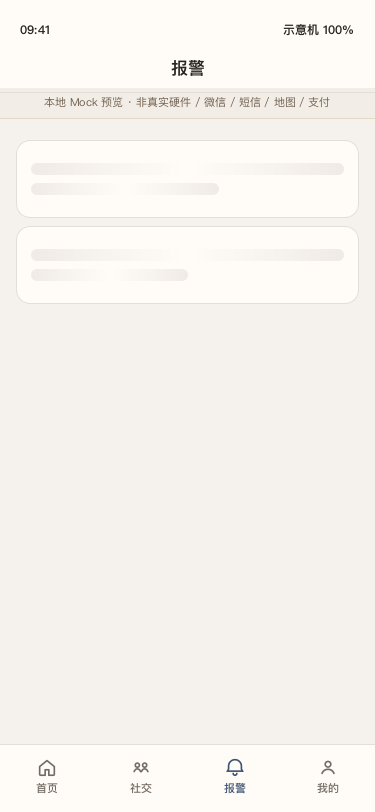 09:41 示意机 100%
报警
本地 Mock 预览 · 非真实硬件 / 微信 / 短信 / 地图 / 支付
首页 社交 报警 我的